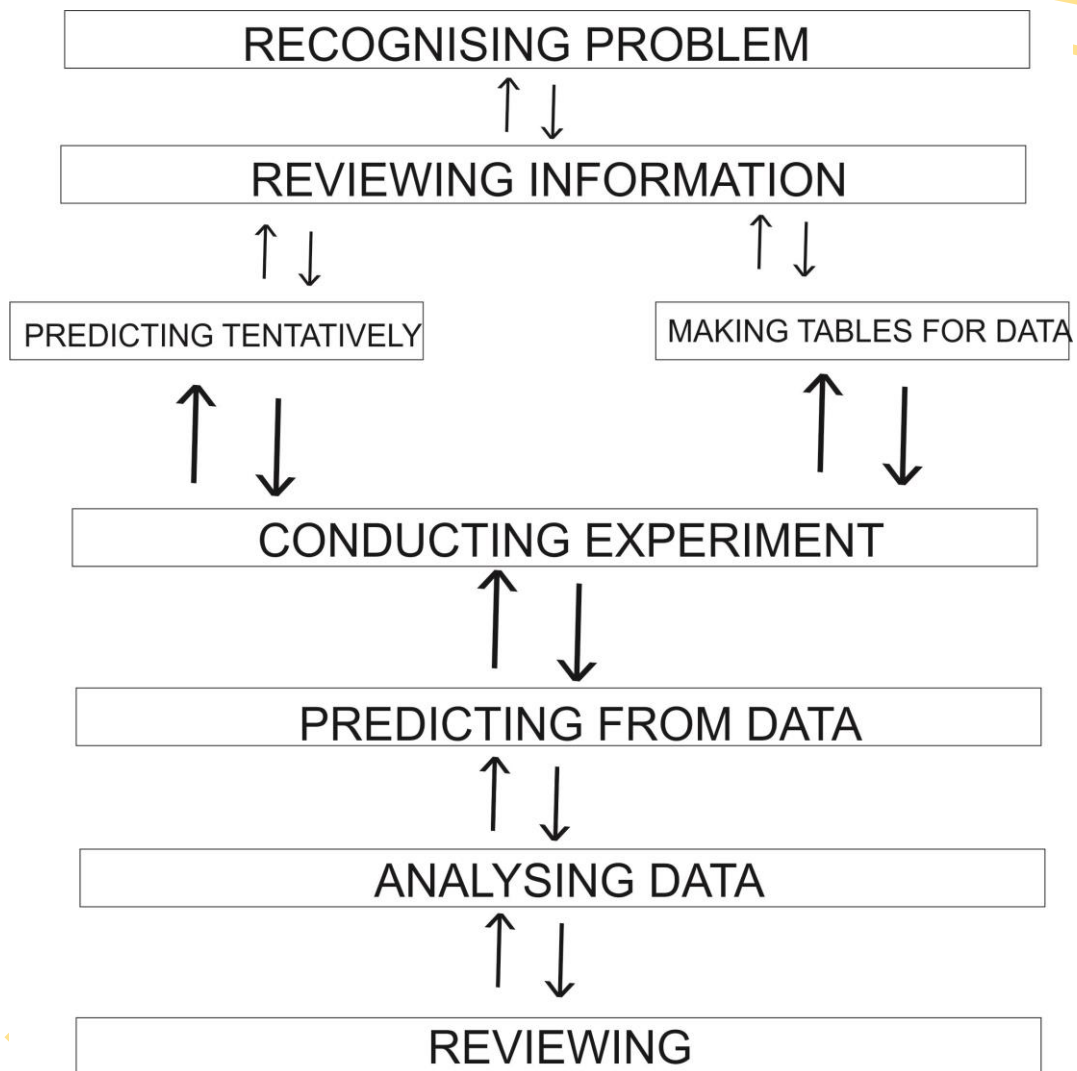 RECOGNISING PROBLEM
REVIEWING INFORMATION
PREDICTING TENTATIVELY
MAKING TABLES FOR DATA
CONDUCTING EXPERIMENT
PREDICTING FROM DATA
ANALYSING DATA
REVIEWING